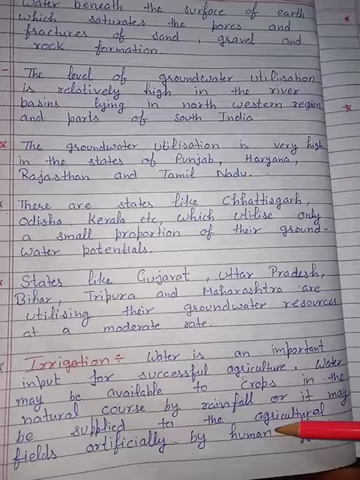 Water beneath the surface of earth
which saturates the pores and
fractures of sand, gravel and
rock formation.
- The level of groundwater utilisation
is relatively high in the river
basins lying in north western region
and parts of South India
* The groundwater utilisation is very high
in the states of Punjab, Haryana,
Rajasthan and Tamil Nadu.
There are states like Chhattisgarh,
Odisha Kerala etc, which utilise only
a small proportion of their ground-
water potentials.
States like Gujarat, Uttar Pradesh,
Bihar, Tripura and Maharashtra are
utilising their groundwater resources
at a moderate rate.
Irrigation :- Water is an important
input for successful agriculture. Water
may be available to crops in the
natural course by rainfall or it may
be supplied to the agricultural
fields artificially by human